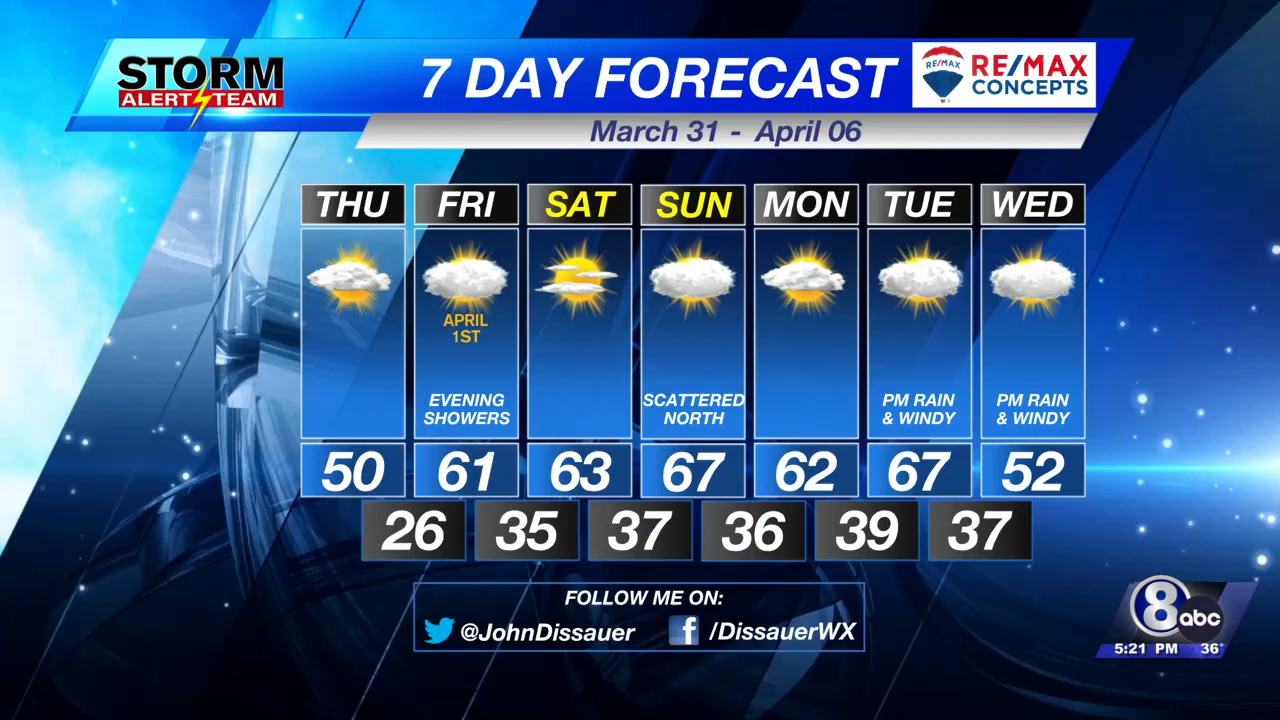 STORM
ALERT TEAM
7 DAY FORECAST
RE/MAX
RE/MAX
CONCEPTS
March 31 - April 06
THU FRI SAT SUN MON TUE WED
APRIL
1ST
EVENING
SHOWERS
SCATTERED
NORTH
PM RAIN
& WINDY
PM RAIN
& WINDY
50 61 63 67 62 67 52
26 35 37 36 39 37
FOLLOW ME ON:
@JohnDissauer f /DissauerWX
8 abc
5:21 PM 36°